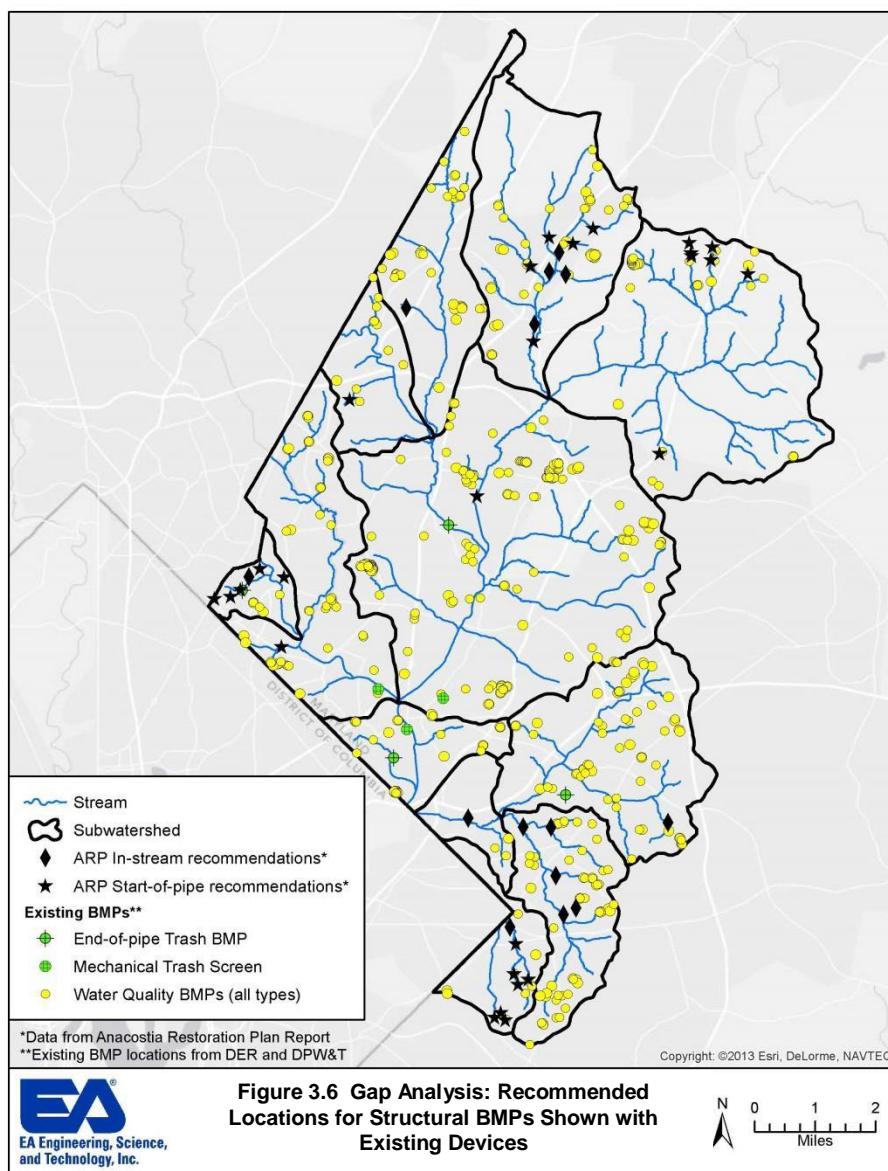 MARYLAND
DISTRICT OF COLUMBIA
Stream
Subwatershed
ARP In-stream recommendations*
ARP Start-of-pipe recommendations*
Existing BMPs**
End-of-pipe Trash BMP
Mechanical Trash Screen
Water Quality BMPs (all types)
*Data from Anacostia Restoration Plan Report
**Existing BMP locations from DER and DPW&T
Copyright: ©2013 Esri, DeLorme, NAVTEC
EA®
EA Engineering, Science,
and Technology, Inc.
Figure 3.6 Gap Analysis: Recommended
Locations for Structural BMPs Shown with
Existing Devices
N
0 1 2
Miles